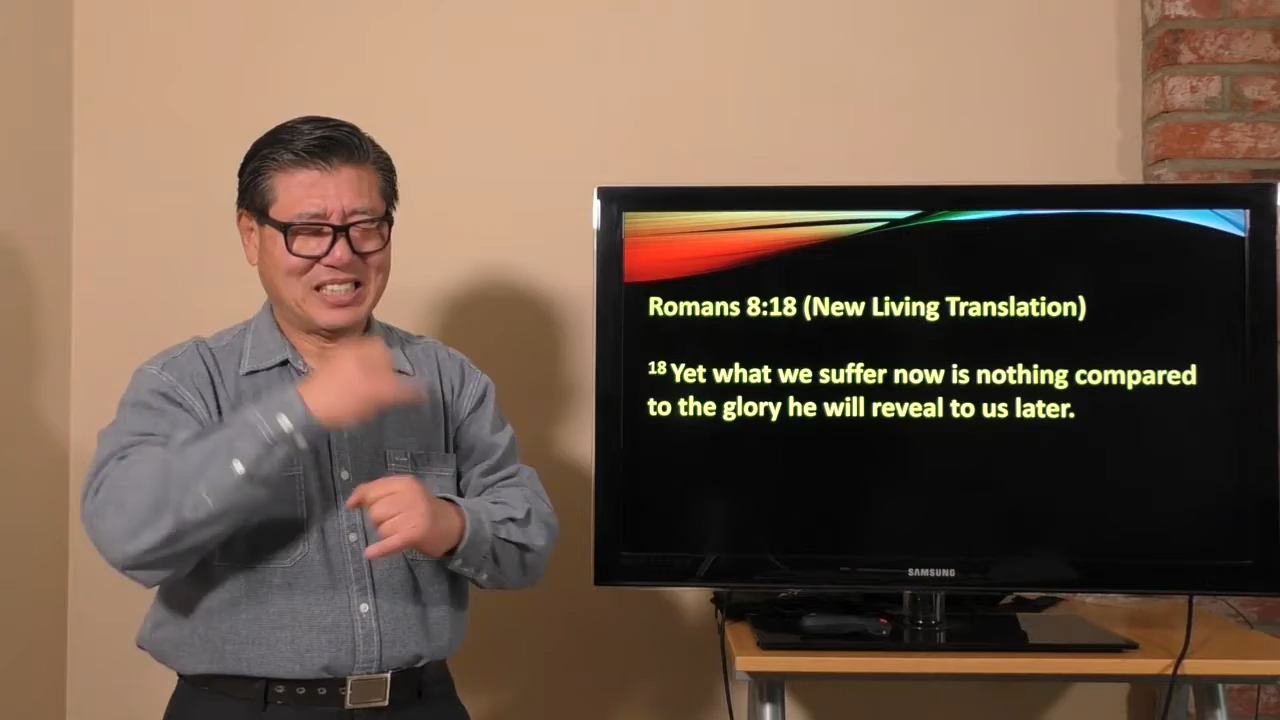 Romans 8:18 (New Living Translation)
18 Yet what we suffer now is nothing compared
to the glory he will reveal to us later.
SAMSUNG